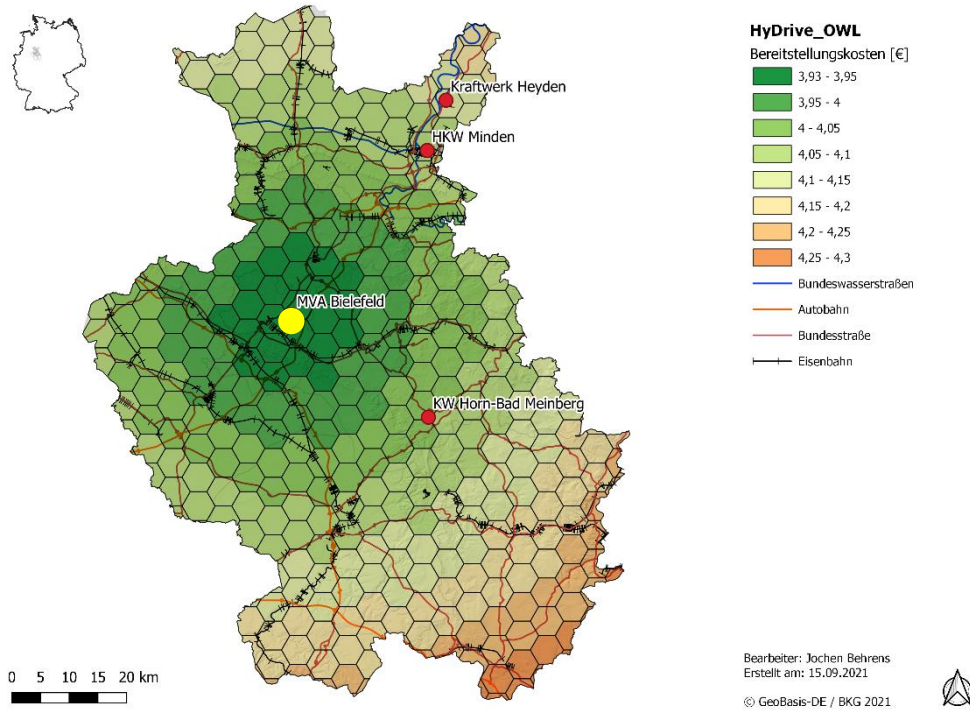 HyDrive_OWL
Bereitstellungskosten [€]
3,93 - 3,95
3,95 - 4
4 - 4,05
4,05 - 4,1
4,1 - 4,15
4,15 - 4,2
4,2 - 4,25
4,25 - 4,3
Bundeswasserstraßen
Autobahn
Bundesstraße
Eisenbahn
Kraftwerk Heyden
HKW Minden
MVA Bielefeld
KW Horn-Bad Meinberg
0 5 10 15 20 km
Bearbeiter: Jochen Behrens
Erstellt am: 15.09.2021
© GeoBasis-DE / BKG 2021